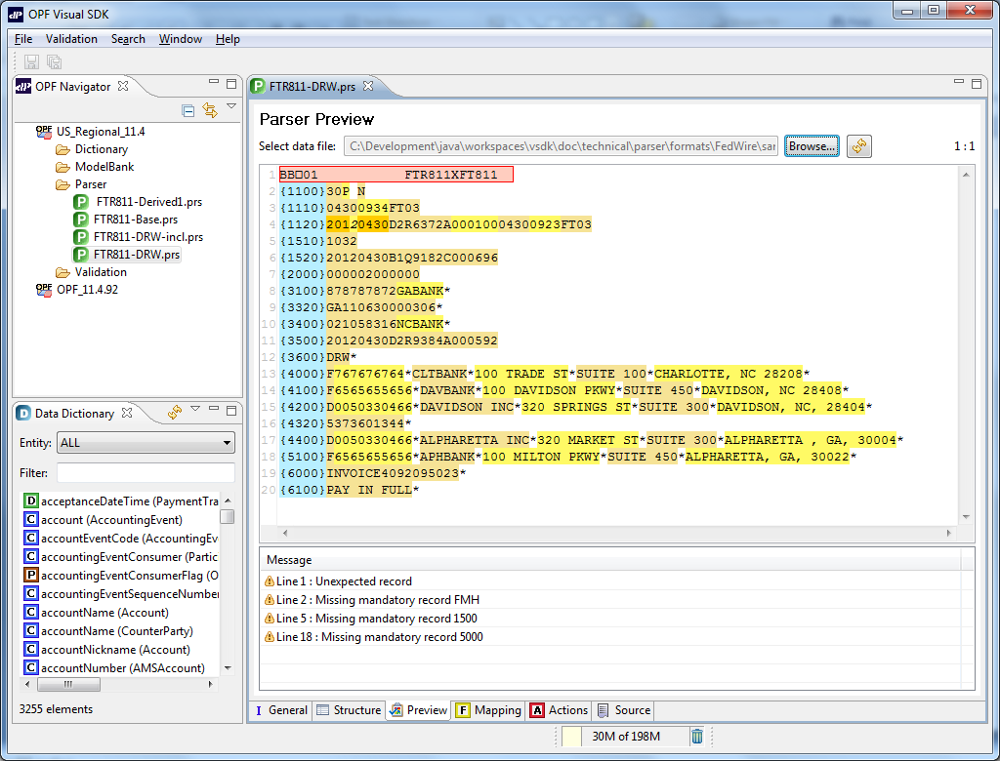 OPF Visual SDK
File Validation Search Window Help
OPF Navigator
US_Regional_11.4
Dictionary
ModelBank
Parser
FTR811-Derived1.prs
FTR811-Base.prs
FTR811-DRW-incl.prs
FTR811-DRW.prs
Validation
OPF_11.4.92
Data Dictionary
Entity: ALL
Filter:
D acceptanceDateTime (PaymentTra
C account (AccountingEvent)
C accountEventCode (AccountingEv
C accountingEventConsumer (Partic
P accountingEventConsumerFlag (O
C accountingEventSequenceNumber
C accountName (Account)
C accountName (CounterParty)
C accountNickname (Account)
C accountNumber (AMSAccount)
3255 elements
P FTR811-DRW.prs
Parser Preview
Select data file: C:\Development\java\workspaces\vsdk\doc\technical\parser\formats\FedWire\sar Browse... 1:1
1 BB□01 FTR811XFT811
2 {1100}30P N
3 {1110}04300934FT03
4 {1120}20120430D2R6372A00010004300923FT03
5 {1510}1032
6 {1520}20120430B1Q9182C000696
7 {2000}000002000000
8 {3100}878787872GABANK*
9 {3320}GA110630000306*
10 {3400}021058316NCBANK*
11 {3500}20120430D2R9384A000592
12 {3600}DRW*
13 {4000}F767676764*CLTBANK*100 TRADE ST*SUITE 100*CHARLOTTE, NC 28208*
14 {4100}F6565655656*DAVBANK*100 DAVIDSON PKWY*SUITE 450*DAVIDSON, NC 28408*
15 {4200}D0050330466*DAVIDSON INC*320 SPRINGS ST*SUITE 300*DAVIDSON, NC, 28404*
16 {4320}5373601344*
17 {4400}D0050330466*ALPHARETTA INC*320 MARKET ST*SUITE 300*ALPHARETTA , GA, 30004*
18 {5100}F6565655656*APHBANK*100 MILTON PKWY*SUITE 450*ALPHARETTA, GA, 30022*
19 {6000}INVOICE4092095023*
20 {6100}PAY IN FULL*
Message
Line 1 : Unexpected record
Line 2 : Missing mandatory record FMH
Line 5 : Missing mandatory record 1500
Line 18 : Missing mandatory record 5000
I General Structure Preview F Mapping A Actions Source
30M of 198M